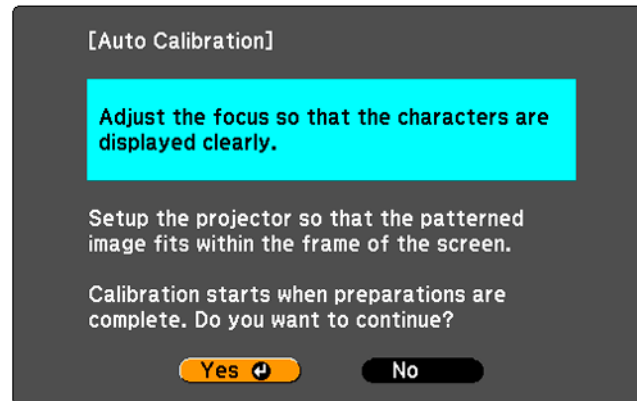 [Auto Calibration]
Adjust the focus so that the characters are
displayed clearly.
Setup the projector so that the patterned
image fits within the frame of the screen.
Calibration starts when preparations are
complete. Do you want to continue?
Yes No